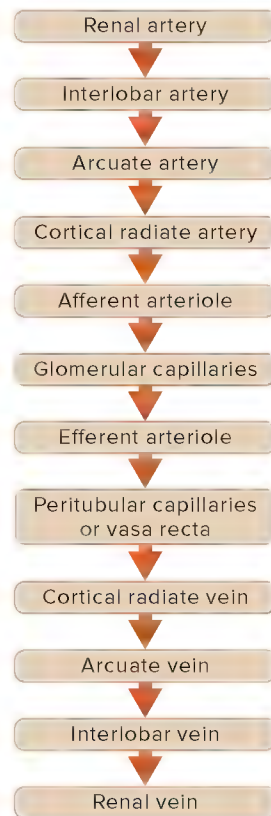 Renal artery
Interlobar artery
Arcuate artery
Cortical radiate artery
Afferent arteriole
Glomerular capillaries
Efferent arteriole
Peritubular capillaries
or vasa recta
Cortical radiate vein
Arcuate vein
Interlobar vein
Renal vein